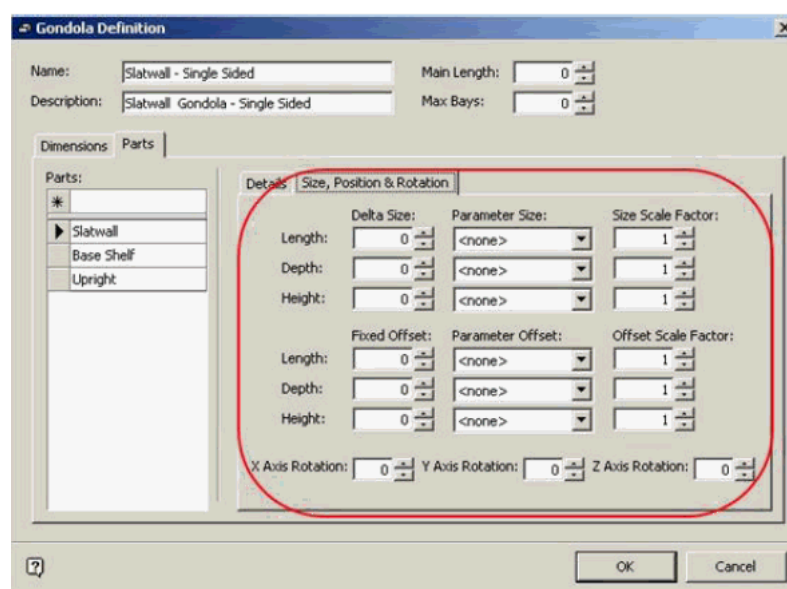 Gondola Definition
Name: Slatwall - Single Sided Main Length: 0
Description: Slatwall Gondola - Single Sided Max Bays: 0
Dimensions Parts
Parts: Details Size, Position & Rotation
*
Slatwall
Base Shelf
Upright
Delta Size: Parameter Size: Size Scale Factor:
Length: 0 <none> 1
Depth: 0 <none> 1
Height: 0 <none> 1
Fixed Offset: Parameter Offset: Offset Scale Factor:
Length: 0 <none> 1
Depth: 0 <none> 1
Height: 0 <none> 1
X Axis Rotation: 0 Y Axis Rotation: 0 Z Axis Rotation: 0
? OK Cancel